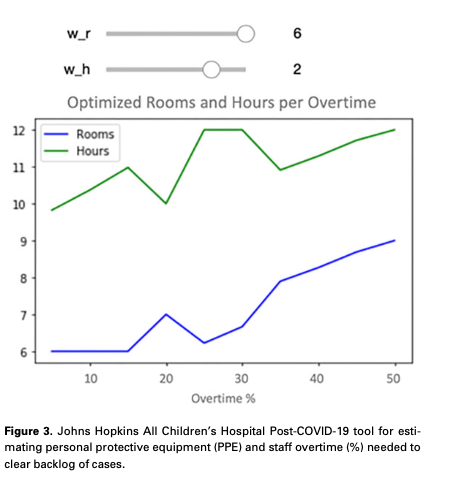 w_r 6
w_h 2
Optimized Rooms and Hours per Overtime
12
Rooms
Hours
11
10
9
8
7
6
10 20 30 40 50
Overtime %
Figure 3. Johns Hopkins All Children's Hospital Post-COVID-19 tool for esti-
mating personal protective equipment (PPE) and staff overtime (%) needed to
clear backlog of cases.